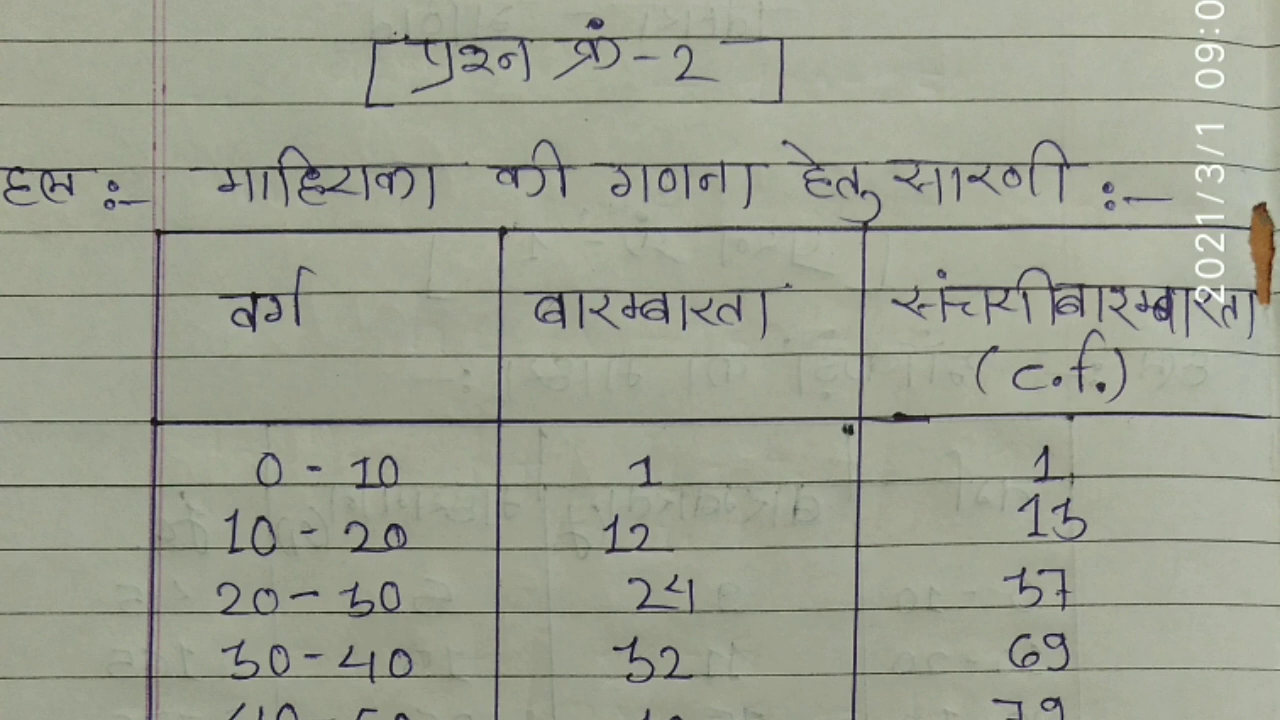 [प्रश्न क्रं-2]
हल :- माध्यिका की गणना हेतु सारणी :-
वर्ग बारम्बारता संचयी बारम्बारता
(c.f.)
0 - 10 1 1
10 - 20 12 13
20 - 30 24 37
30 - 40 32 69
79
2021/3/1 09:0